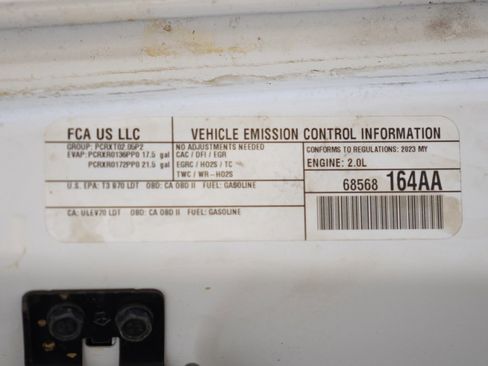 FCA US LLC
VEHICLE EMISSION CONTROL INFORMATION
GROUP: PCRXT02.05P2
EVAP: PCRXR0136PP0 17.5 gal
PCRXR0172PP0 21.5 gal
NO ADJUSTMENTS NEEDED
CAC / DFI / EGR
EGRC / HO2S / TC
TWC / WR-HO2S
CONFORMS TO REGULATIONS: 2023 MY
ENGINE: 2.0L
68568 164AA
U.S. EPA: T3 B70 LDT OBD: CA OBD II FUEL: GASOLINE
CA: ULEV70 LDT OBD: CA OBD II FUEL: GASOLINE